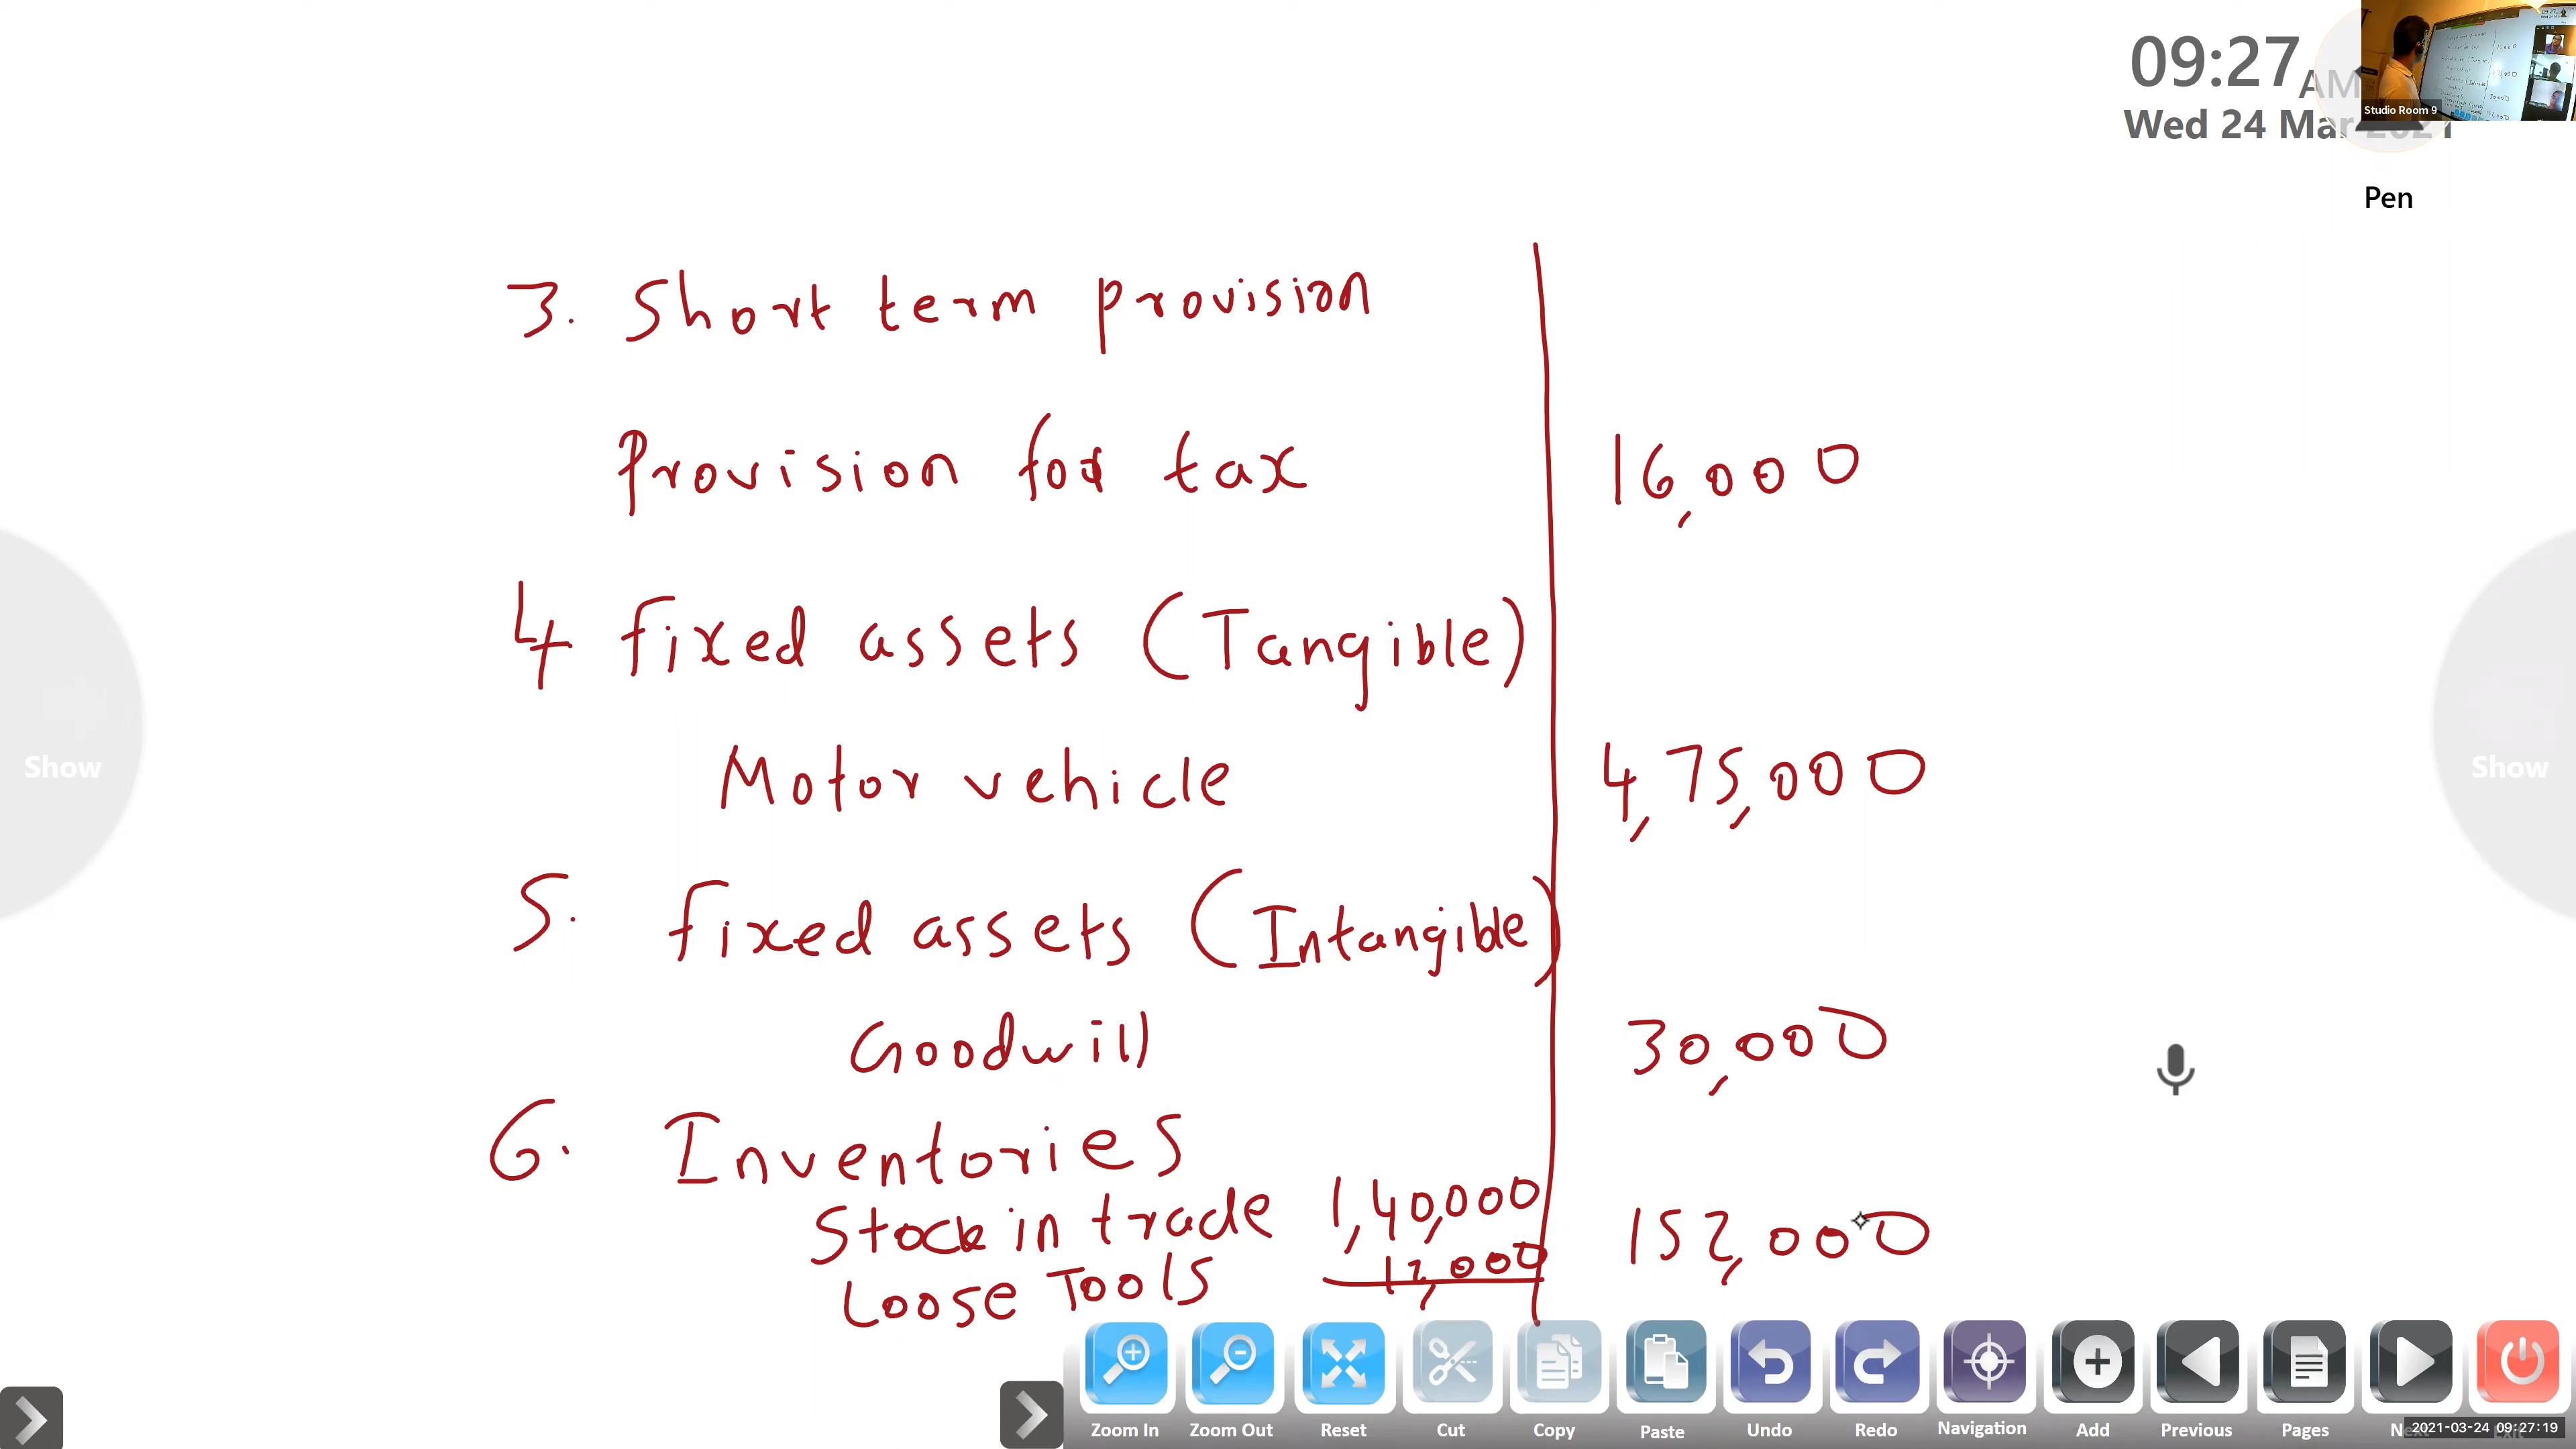 09:27 AM
Wed 24 Mar 2021
Studio Room 9
Pen
3. Short term provision
Provision for tax 16,000
4 fixed assets (Tangible)
Motor vehicle 4,75,000
5. fixed assets (Intangible)
Goodwill 30,000
6. Inventories
Stock in trade 1,40,000 152,000
Loose Tools 12,000
Show
Show
Zoom In Zoom Out Reset Cut Copy Paste Undo Redo Navigation Add Previous Pages
2021-03-24 09:27:19